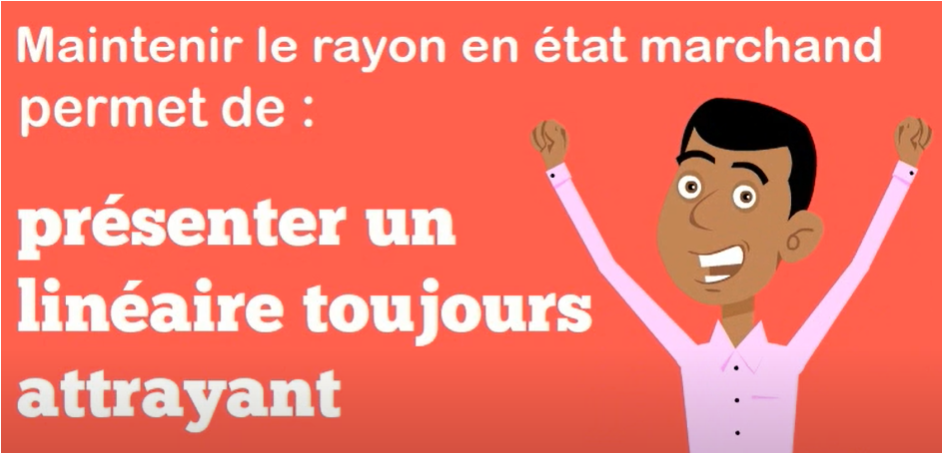 Maintenir le rayon en état marchand
permet de :
présenter un
linéaire toujours
attrayant